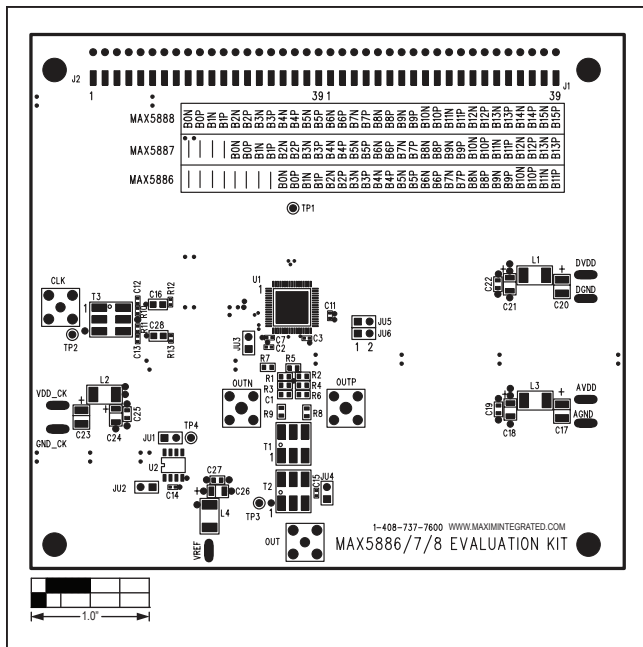 J2
J1
1
39
1
39
MAX5888 B0N B0P B1N B1P B2N B2P B3N B3P B4N B4P B5N B5P B6N B6P B7N B7P B8N B8P B9N B9P B10N B10P B11N B11P B12N B12P B13N B13P B14N B14P B15N B15P
MAX5887 B0N B0P B1N B1P B2N B2P B3N B3P B4N B4P B5N B5P B6N B6P B7N B7P B8N B8P B9N B9P B10N B10P B11N B11P B12N B12P B13N B13P
MAX5886 B0N B0P B1N B1P B2N B2P B3N B3P B4N B4P B5N B5P B6N B6P B7N B7P B8N B8P B9N B9P B10N B10P B11N B11P
TP1
CLK
T3
1
C12
R10
R11
C13
C16
R12
C28
R13
TP2
U1
1
C11
JU5
JU6
1 2
JU3
C7
C2
C3
R7
R5
R1
R2
R3
R4
C1
R6
OUTN
OUTP
R9
R8
T1
1
T2
1
C15
JU4
TP3
OUT
C22
C21
L1
+
C20
DVDD
DGND
C19
C18
L3
+
C17
AVDD
AGND
VDD_CK
GND_CK
L2
+
C23
C24
C25
JU1
TP4
U2
JU2
C14
C27
+
C26
L4
VREF
1-408-737-7600 WWW.MAXIMINTEGRATED.COM
MAX5886/7/8 EVALUATION KIT
1.0"